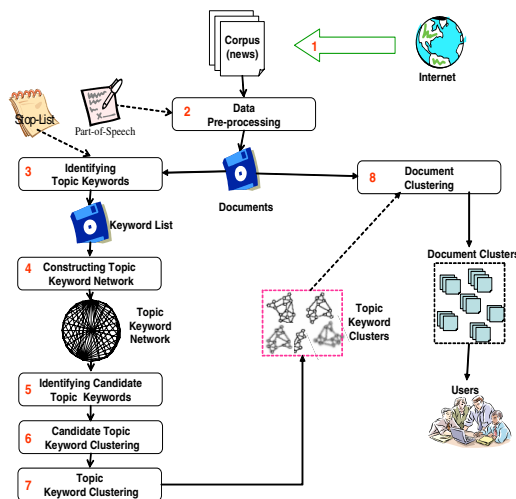 Corpus
(news)
1
Internet
Stop-List
Part-of-Speech
2
Data
Pre-processing
3
Identifying
Topic Keywords
Documents
8
Document
Clustering
Keyword List
4
Constructing Topic
Keyword Network
Topic
Keyword
Network
Topic
Keyword
Clusters
Document Clusters
5
Identifying Candidate
Topic Keywords
6
Candidate Topic
Keyword Clustering
7
Topic
Keyword Clustering
Users